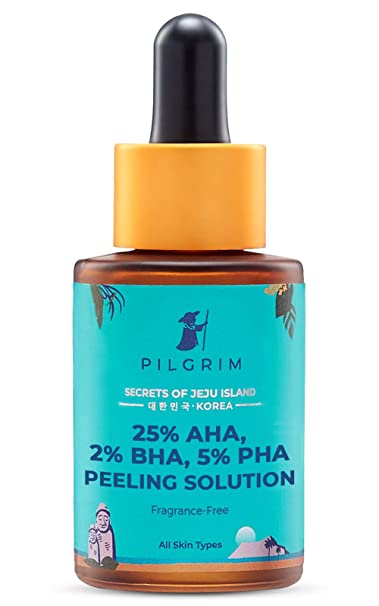 PILGRIM
SECRETS OF JEJU ISLAND
대한민국·KOREA
25% AHA,
2% BHA, 5% PHA
PEELING SOLUTION
Fragrance-Free
All Skin Types